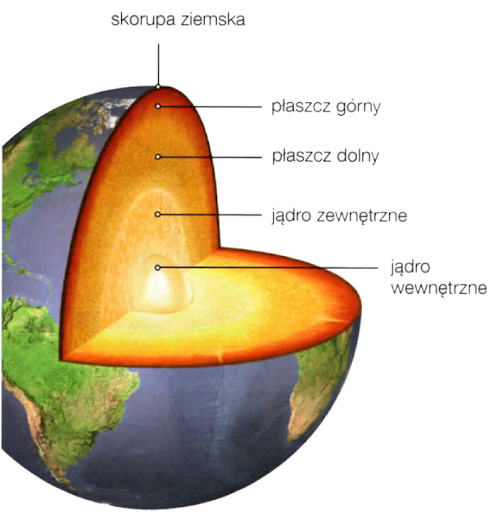 skorupa ziemska
płaszcz górny
płaszcz dolny
jądro zewnętrzne
jądro
wewnętrzne